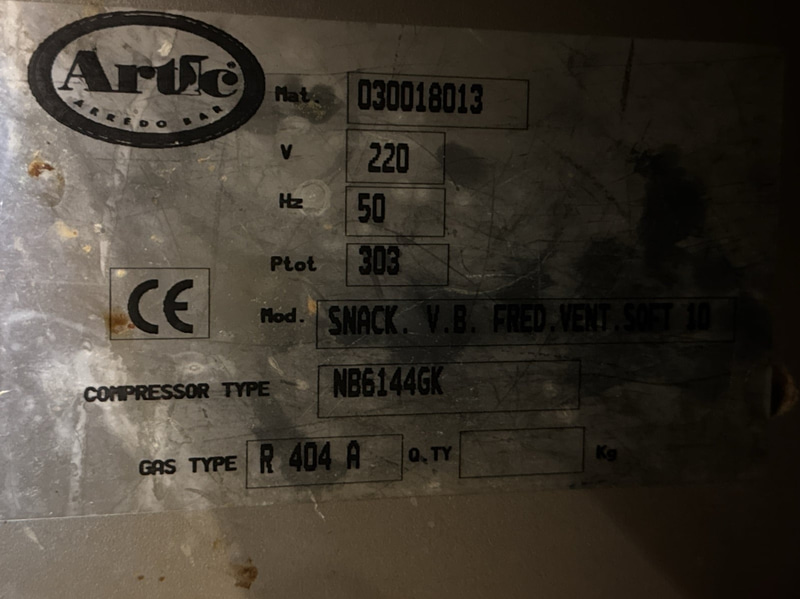 Artic
ARREDO BAR
Mat. 030018013
V 220
Hz 50
Ptot 303
CE
Mod. SNACK. V.B. FRED.VENT.SOFT 10
COMPRESSOR TYPE NB6144GK
GAS TYPE R 404 A Q.TY Kg